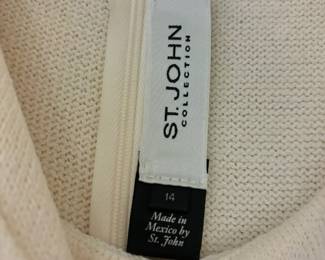 ST. JOHN
COLLECTION
14
Made in
Mexico by
St. John